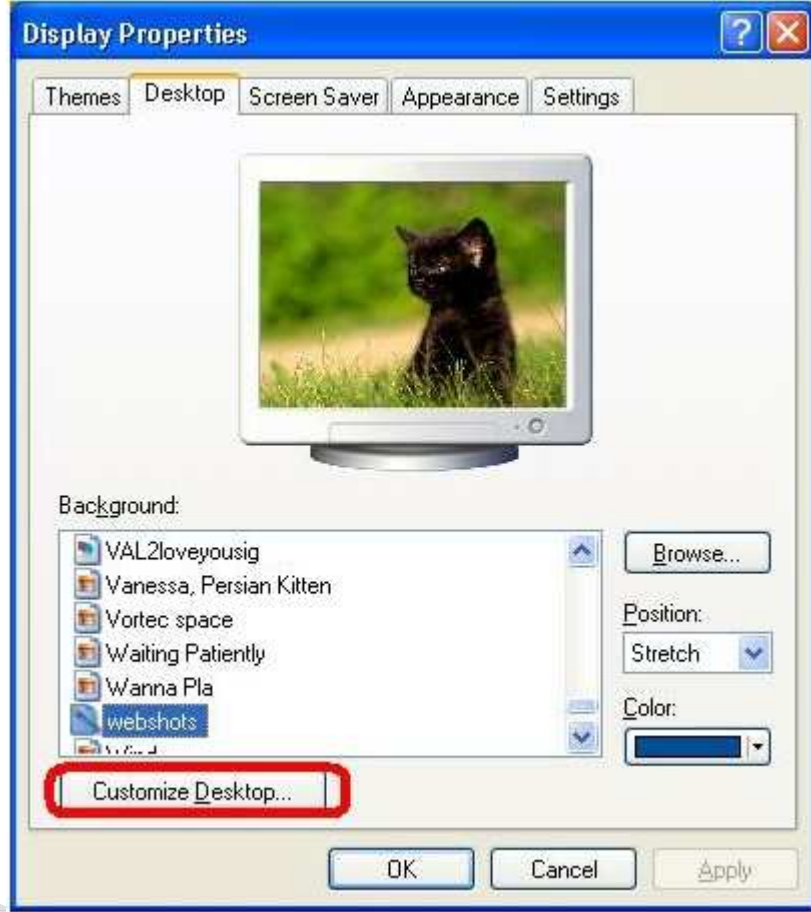 Display Properties
Themes Desktop Screen Saver Appearance Settings
Background:
VAL2loveyousig
Vanessa, Persian Kitten
Vortec space
Waiting Patiently
Wanna Pla
webshots
Browse...
Position:
Stretch
Color:
Customize Desktop...
OK Cancel Apply